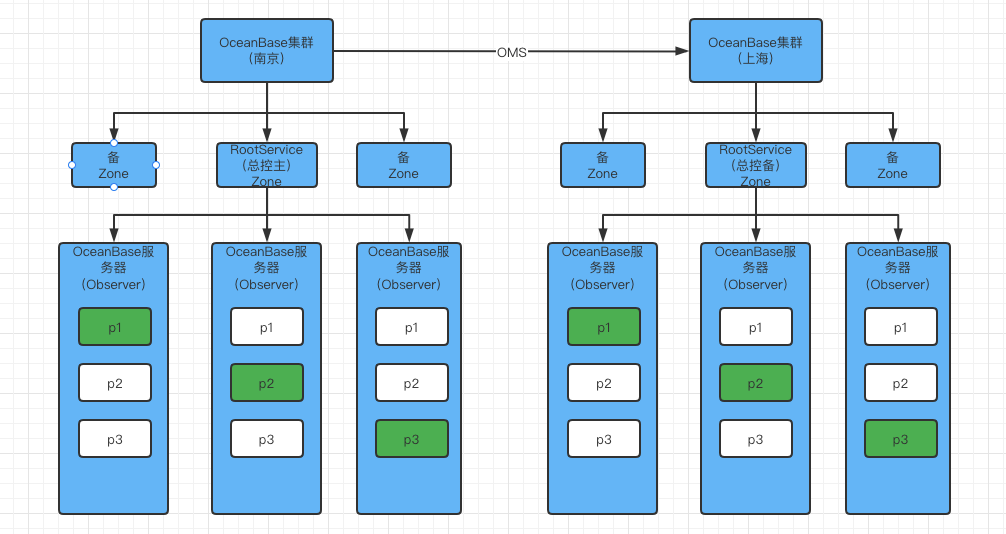 OceanBase集群
（南京）
OMS
OceanBase集群
（上海）
备
Zone
RootService
（总控主）
Zone
备
Zone
备
Zone
RootService
（总控备）
Zone
备
Zone
OceanBase服
务器
（Observer）
p1
p2
p3
OceanBase服
务器
（Observer）
p1
p2
p3
OceanBase服
务器
（Observer）
p1
p2
p3
OceanBase服
务器
（Observer）
p1
p2
p3
OceanBase服
务器
（Observer）
p1
p2
p3
OceanBase服
务器
（Observer）
p1
p2
p3